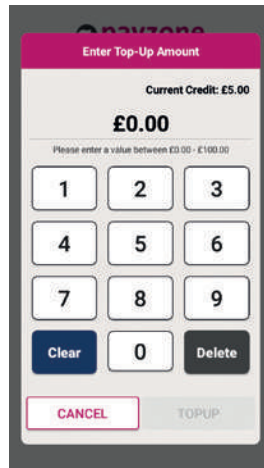 payzone
Enter Top-Up Amount
Current Credit: £5.00
£0.00
Please enter a value between £0.00 - £100.00
1 2 3
4 5 6
7 8 9
Clear 0 Delete
CANCEL TOPUP